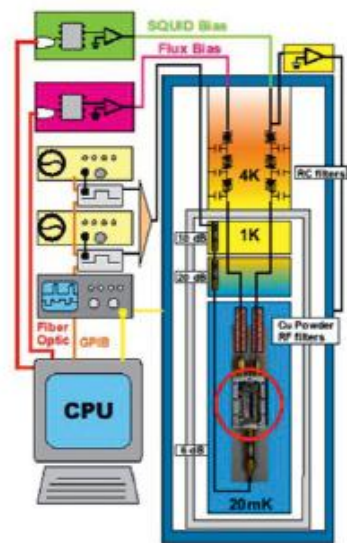 SQUID Bias
Flux Bias
4K
RC filters
10 dB
1K
20 dB
Fiber
Optic
GPIB
Cu Powder
RF filters
CPU
6 dB
20mK